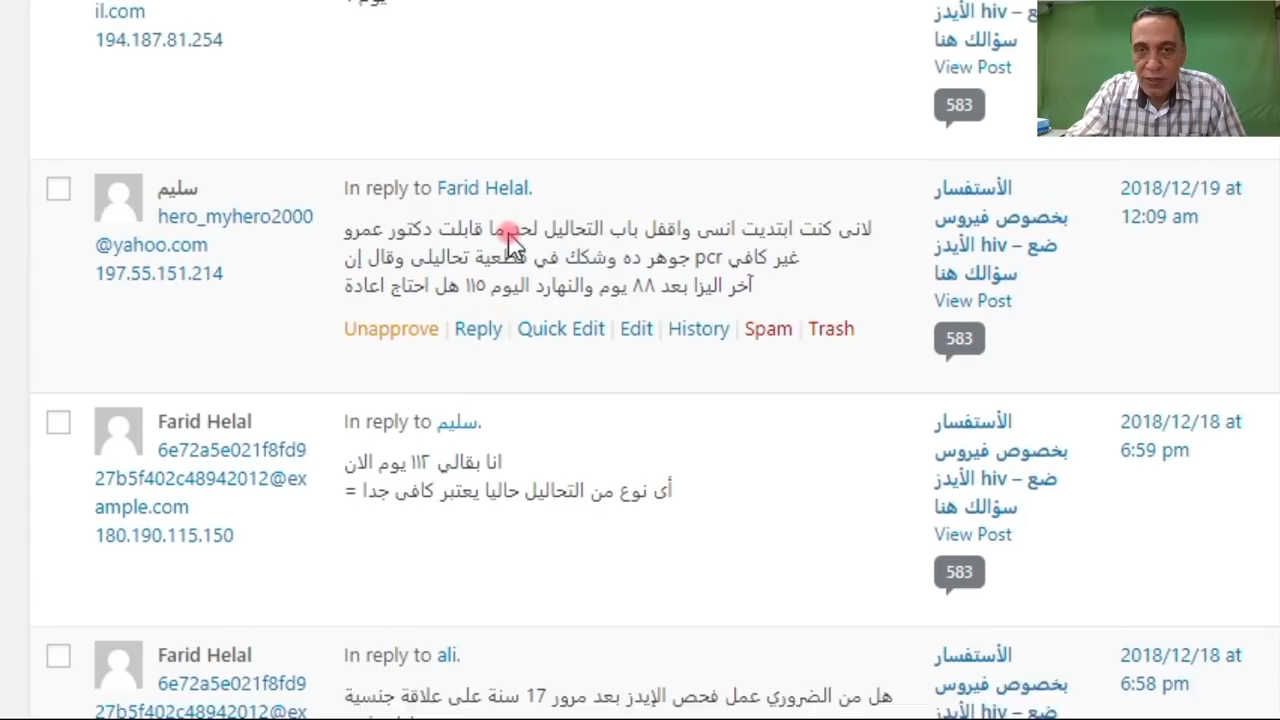 il.com
194.187.81.254
الأيدز hiv – ضع
سؤالك هنا
View Post
583
سليم
hero_myhero2000
@yahoo.com
197.55.151.214
In reply to Farid Helal.
لانى كنت ابتديت انسى واقفل باب التحاليل لحد ما قابلت دكتور عمرو
جوهر ده وشكك في قطعية تحاليلى وقال إن pcr غير كافي
آخر اليزا بعد ٨٨ يوم والنهارد اليوم ١١٥ هل احتاج اعادة
Unapprove | Reply | Quick Edit | Edit | History | Spam | Trash
الأستفسار
بخصوص فيروس
الأيدز hiv – ضع
سؤالك هنا
View Post
583
2018/12/19 at
12:09 am
Farid Helal
6e72a5e021f8fd9
27b5f402c48942012@ex
ample.com
180.190.115.150
In reply to سليم.
انا بقالي ١١٢ يوم الان
= أى نوع من التحاليل حاليا يعتبر كافى جدا
الأستفسار
بخصوص فيروس
الأيدز hiv – ضع
سؤالك هنا
View Post
583
2018/12/18 at
6:59 pm
Farid Helal
6e72a5e021f8fd9
27b5f402c48942012@ex
In reply to ali.
هل من الضروري عمل فحص الإيدز بعد مرور 17 سنة على علاقة جنسية
الأستفسار
بخصوص فيروس
الأيدز hiv – ضع
2018/12/18 at
6:58 pm